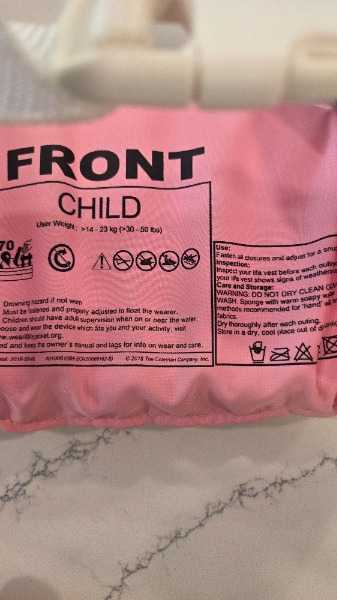 FRONT
CHILD
User Weight: >14 - 23 kg (>30 - 50 lbs)
70
Drowning hazard if not worn
Must be fastened and properly adjusted to float the wearer.
Children should have adult supervision when on or near the water.
and wear the device which fits you and your activity, visit
and keep the owner's manual and tags for info on wear and care.
© 2018 The Coleman Company, Inc.
Use:
Fasten all closures and adjust for a snug
Inspection:
Inspect your life vest before each outing
your life vest shows signs of
Care and Storage:
WARNING: DO NOT DRY CLEAN
WASH. Sponge with warm soapy water
methods recommended for "hand"
fabrics.
Dry thoroughly after each outing.
Store in a dry, cool place out of